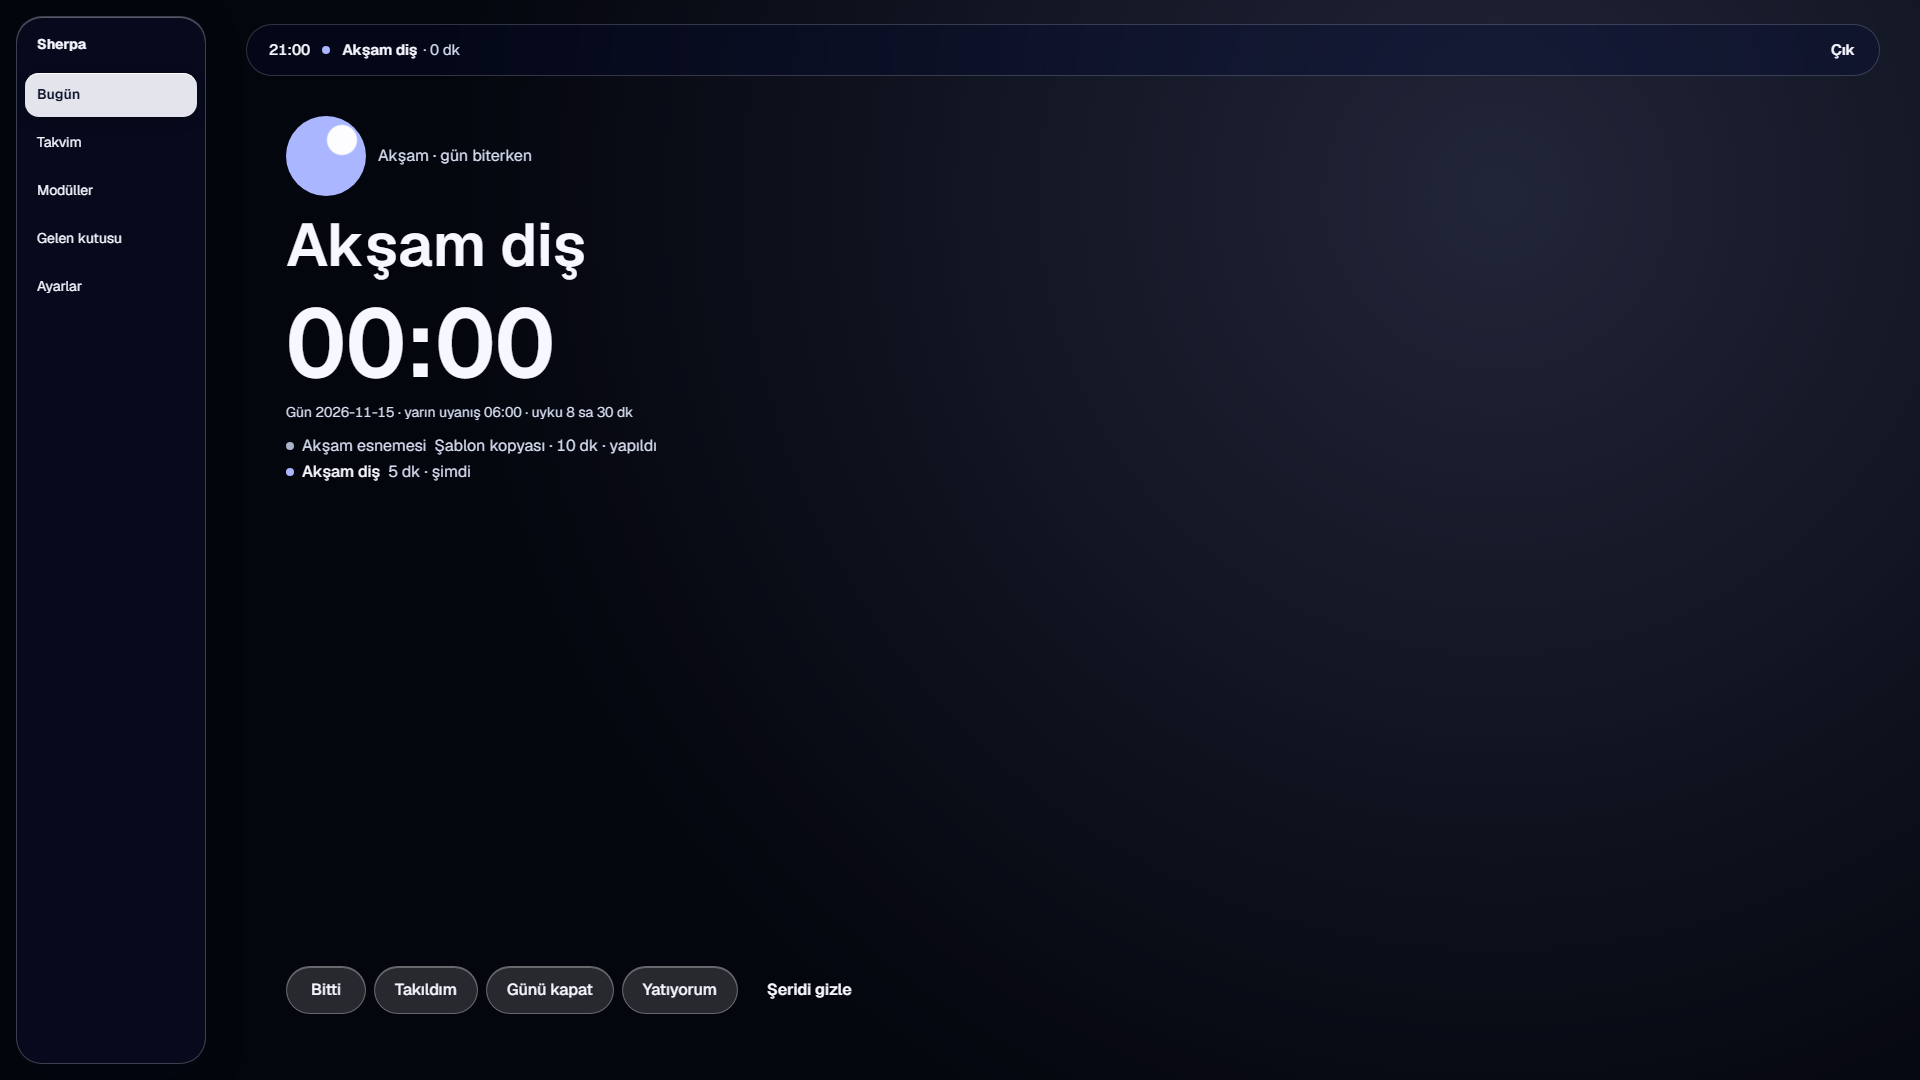 Sherpa
Bugün
Takvim
Modüller
Gelen kutusu
Ayarlar
21:00 Akşam diş · 0 dk Çık
Akşam · gün biterken
Akşam diş
00:00
Gün 2026-11-15 · yarın uyanış 06:00 · uyku 8 sa 30 dk
Akşam esnemesi Şablon kopyası · 10 dk · yapıldı
Akşam diş 5 dk · şimdi
Bitti Takıldım Günü kapat Yatıyorum Şeridi gizle